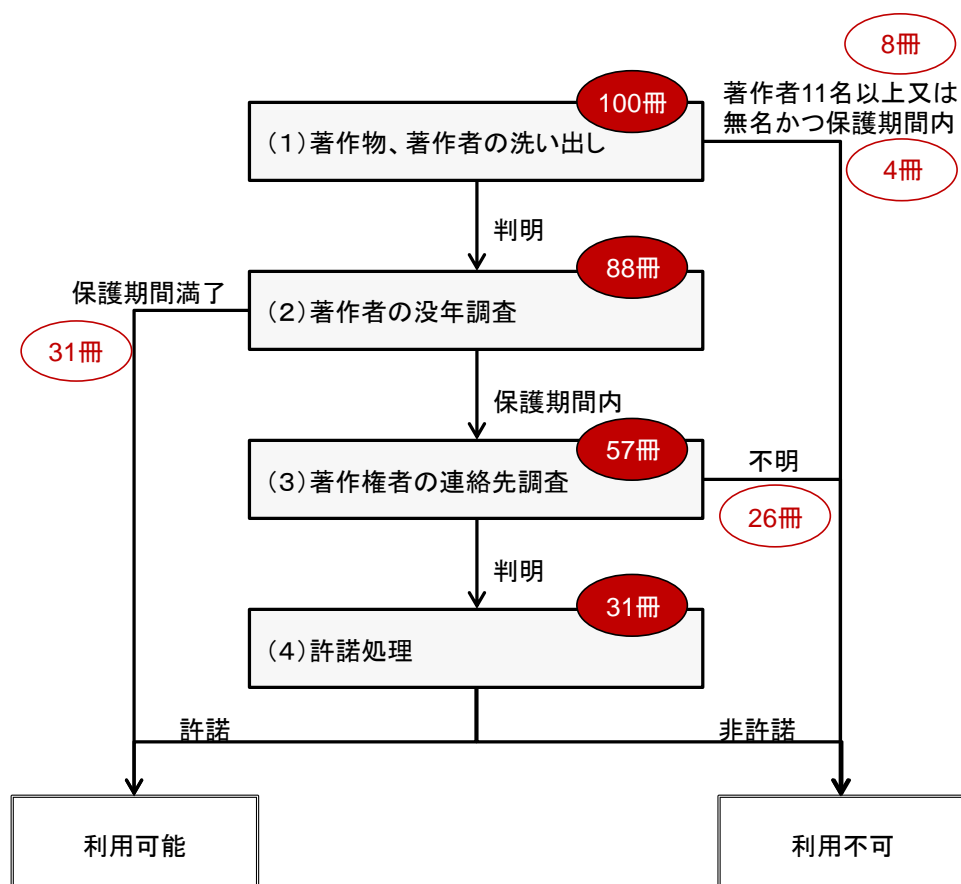 8冊
100冊
著作者11名以上又は
無名かつ保護期間内
(1)著作物、著作者の洗い出し
4冊
判明
88冊
保護期間満了
(2)著作者の没年調査
31冊
保護期間内
57冊
不明
(3)著作権者の連絡先調査
26冊
判明
31冊
(4)許諾処理
許諾
非許諾
利用可能
利用不可